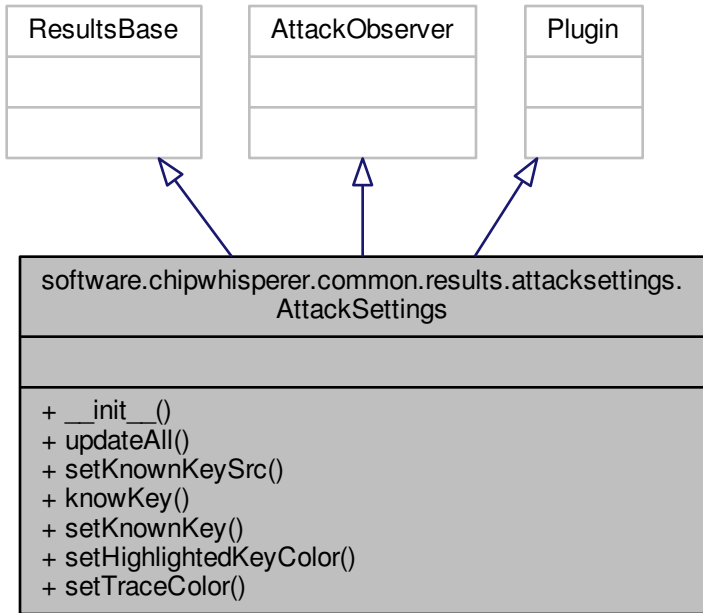 ResultsBase
AttackObserver
Plugin
software.chipwhisperer.common.results.attacksettings.
AttackSettings
+ __init__()
+ updateAll()
+ setKnownKeySrc()
+ knowKey()
+ setKnownKey()
+ setHighlightedKeyColor()
+ setTraceColor()